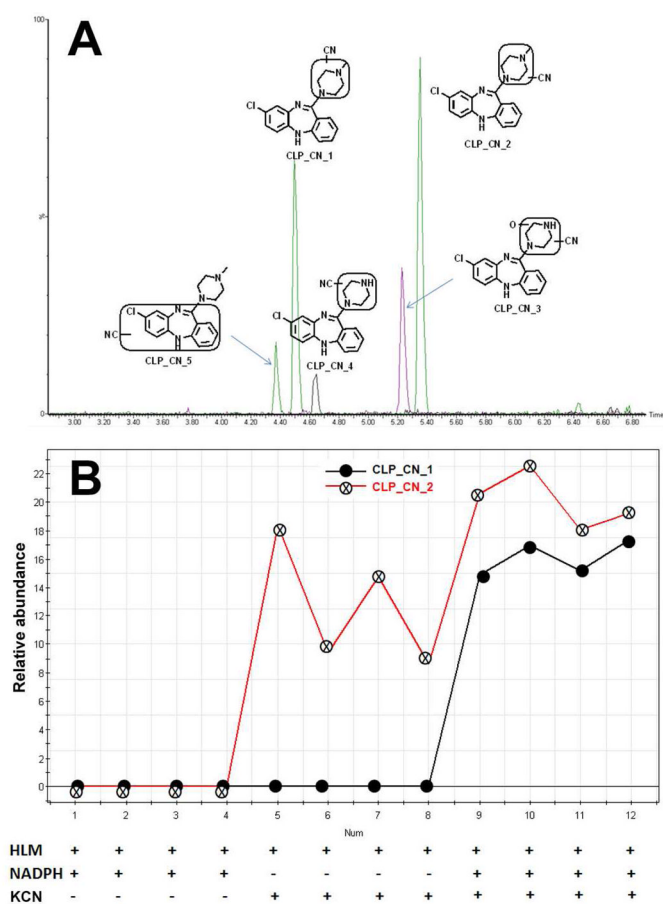 A
100
CN
N
N
N
Cl
N
H
CLP_CN_1
N
N
CN
N
Cl
N
H
CLP_CN_2
O
NH
N
CN
N
Cl
N
H
CLP_CN_3
NC
NH
N
N
Cl
N
H
CLP_CN_4
N
N
N
Cl
NC
N
H
CLP_CN_5
0
3.00 3.20 3.40 3.60 3.80 4.00 4.20 4.40 4.60 4.80 5.00 5.20 5.40 5.60 5.80 6.00 6.20 6.40 6.60 6.80 Time
B
CLP_CN_1
CLP_CN_2
Relative abundance
22
20
18
16
14
12
10
8
6
4
2
0
1 2 3 4 5 6 7 8 9 10 11 12
Num
HLM + + + + + + + + + + + +
NADPH + + + + - - - - + + + +
KCN - - - - + + + + + + + +